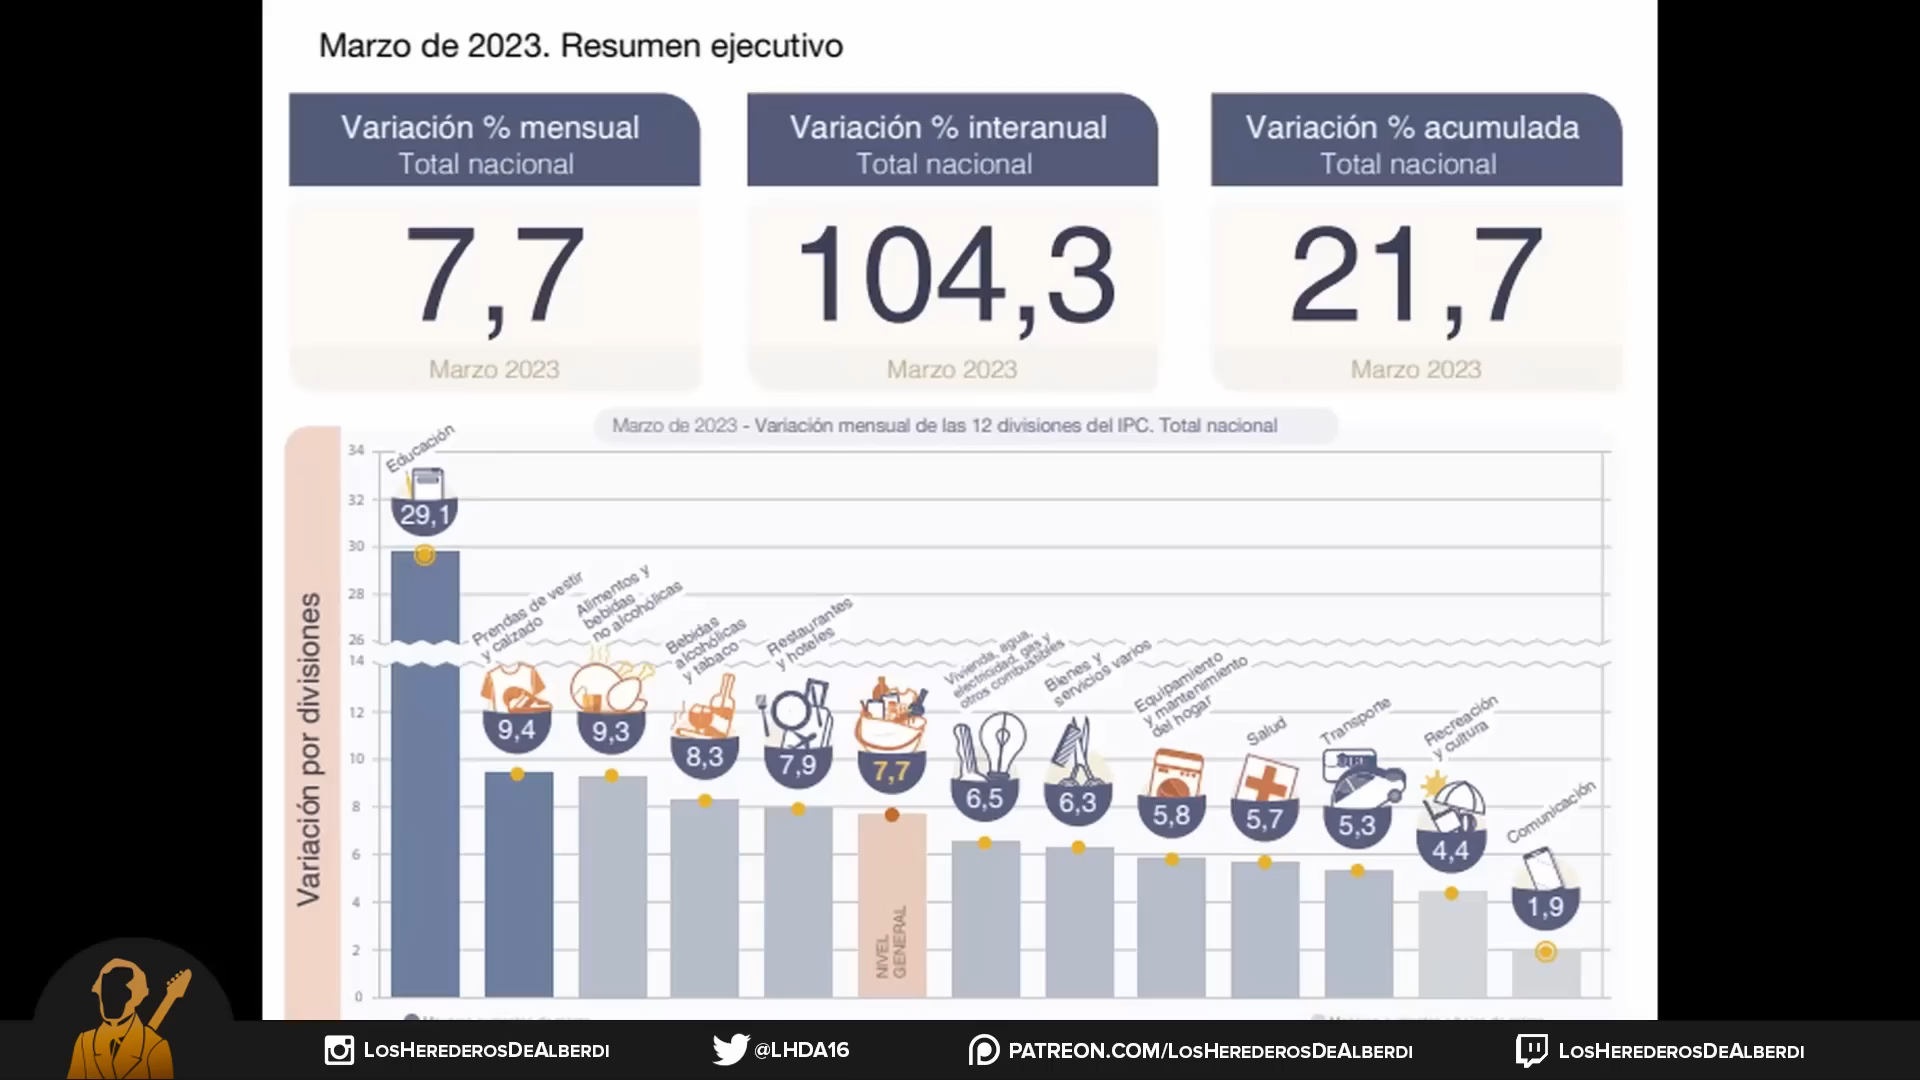 Marzo de 2023. Resumen ejecutivo
Variación % mensual
Total nacional
7,7
Marzo 2023
Variación % interanual
Total nacional
104,3
Marzo 2023
Variación % acumulada
Total nacional
21,7
Marzo 2023
Marzo de 2023 - Variación mensual de las 12 divisiones del IPC. Total nacional
Variación por divisiones
34
32
30
28
26
14
12
10
8
6
4
2
0
Educación
29,1
Prendas de vestir
y calzado
9,4
Alimentos y
bebidas
no alcohólicas
9,3
Bebidas
alcohólicas
y tabaco
8,3
Restaurantes
y hoteles
7,9
7,7
NIVEL
GENERAL
Vivienda, agua,
electricidad, gas y
otros combustibles
6,5
Bienes y
servicios varios
6,3
Equipamiento
y mantenimiento
del hogar
5,8
Salud
5,7
Transporte
5,3
Recreación
y cultura
4,4
Comunicación
1,9
LOSHEREDEROSDEALBERDI
@LHDA16
PATREON.COM/LOSHEREDEROSDEALBERDI
LOSHEREDEROSDEALBERDI